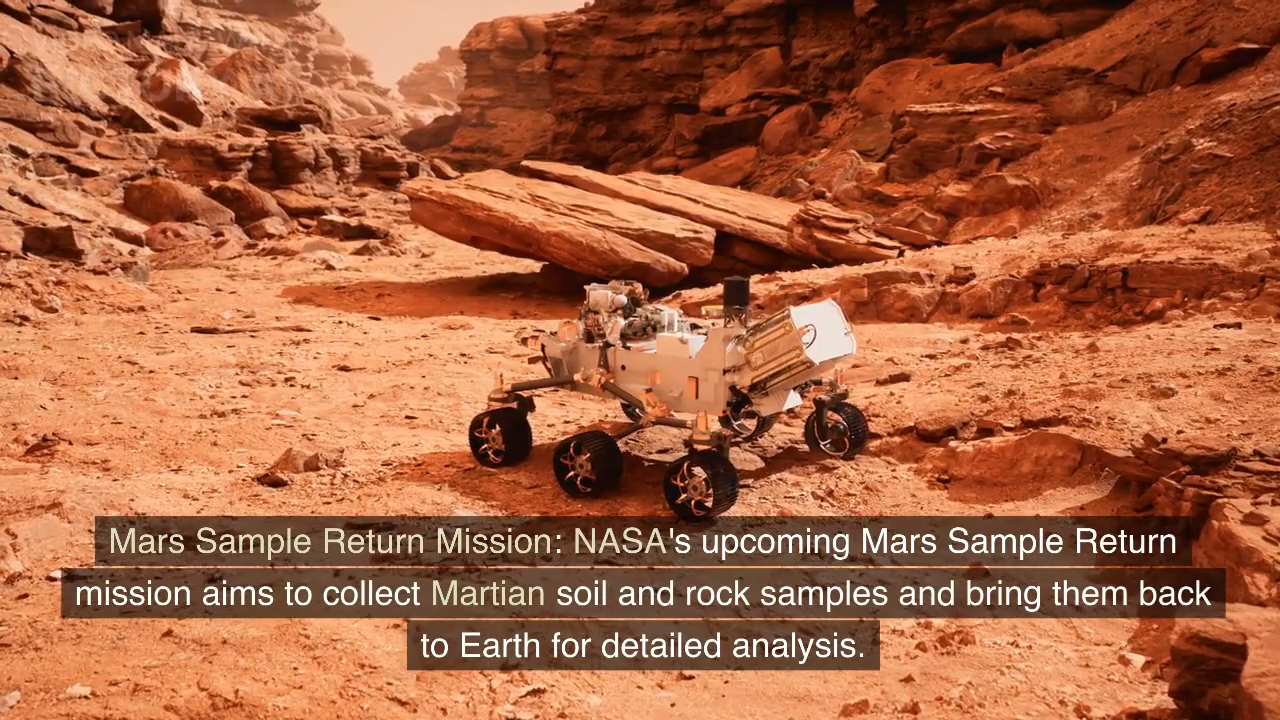 Mars Sample Return Mission: NASA's upcoming Mars Sample Return
mission aims to collect Martian soil and rock samples and bring them back
to Earth for detailed analysis.